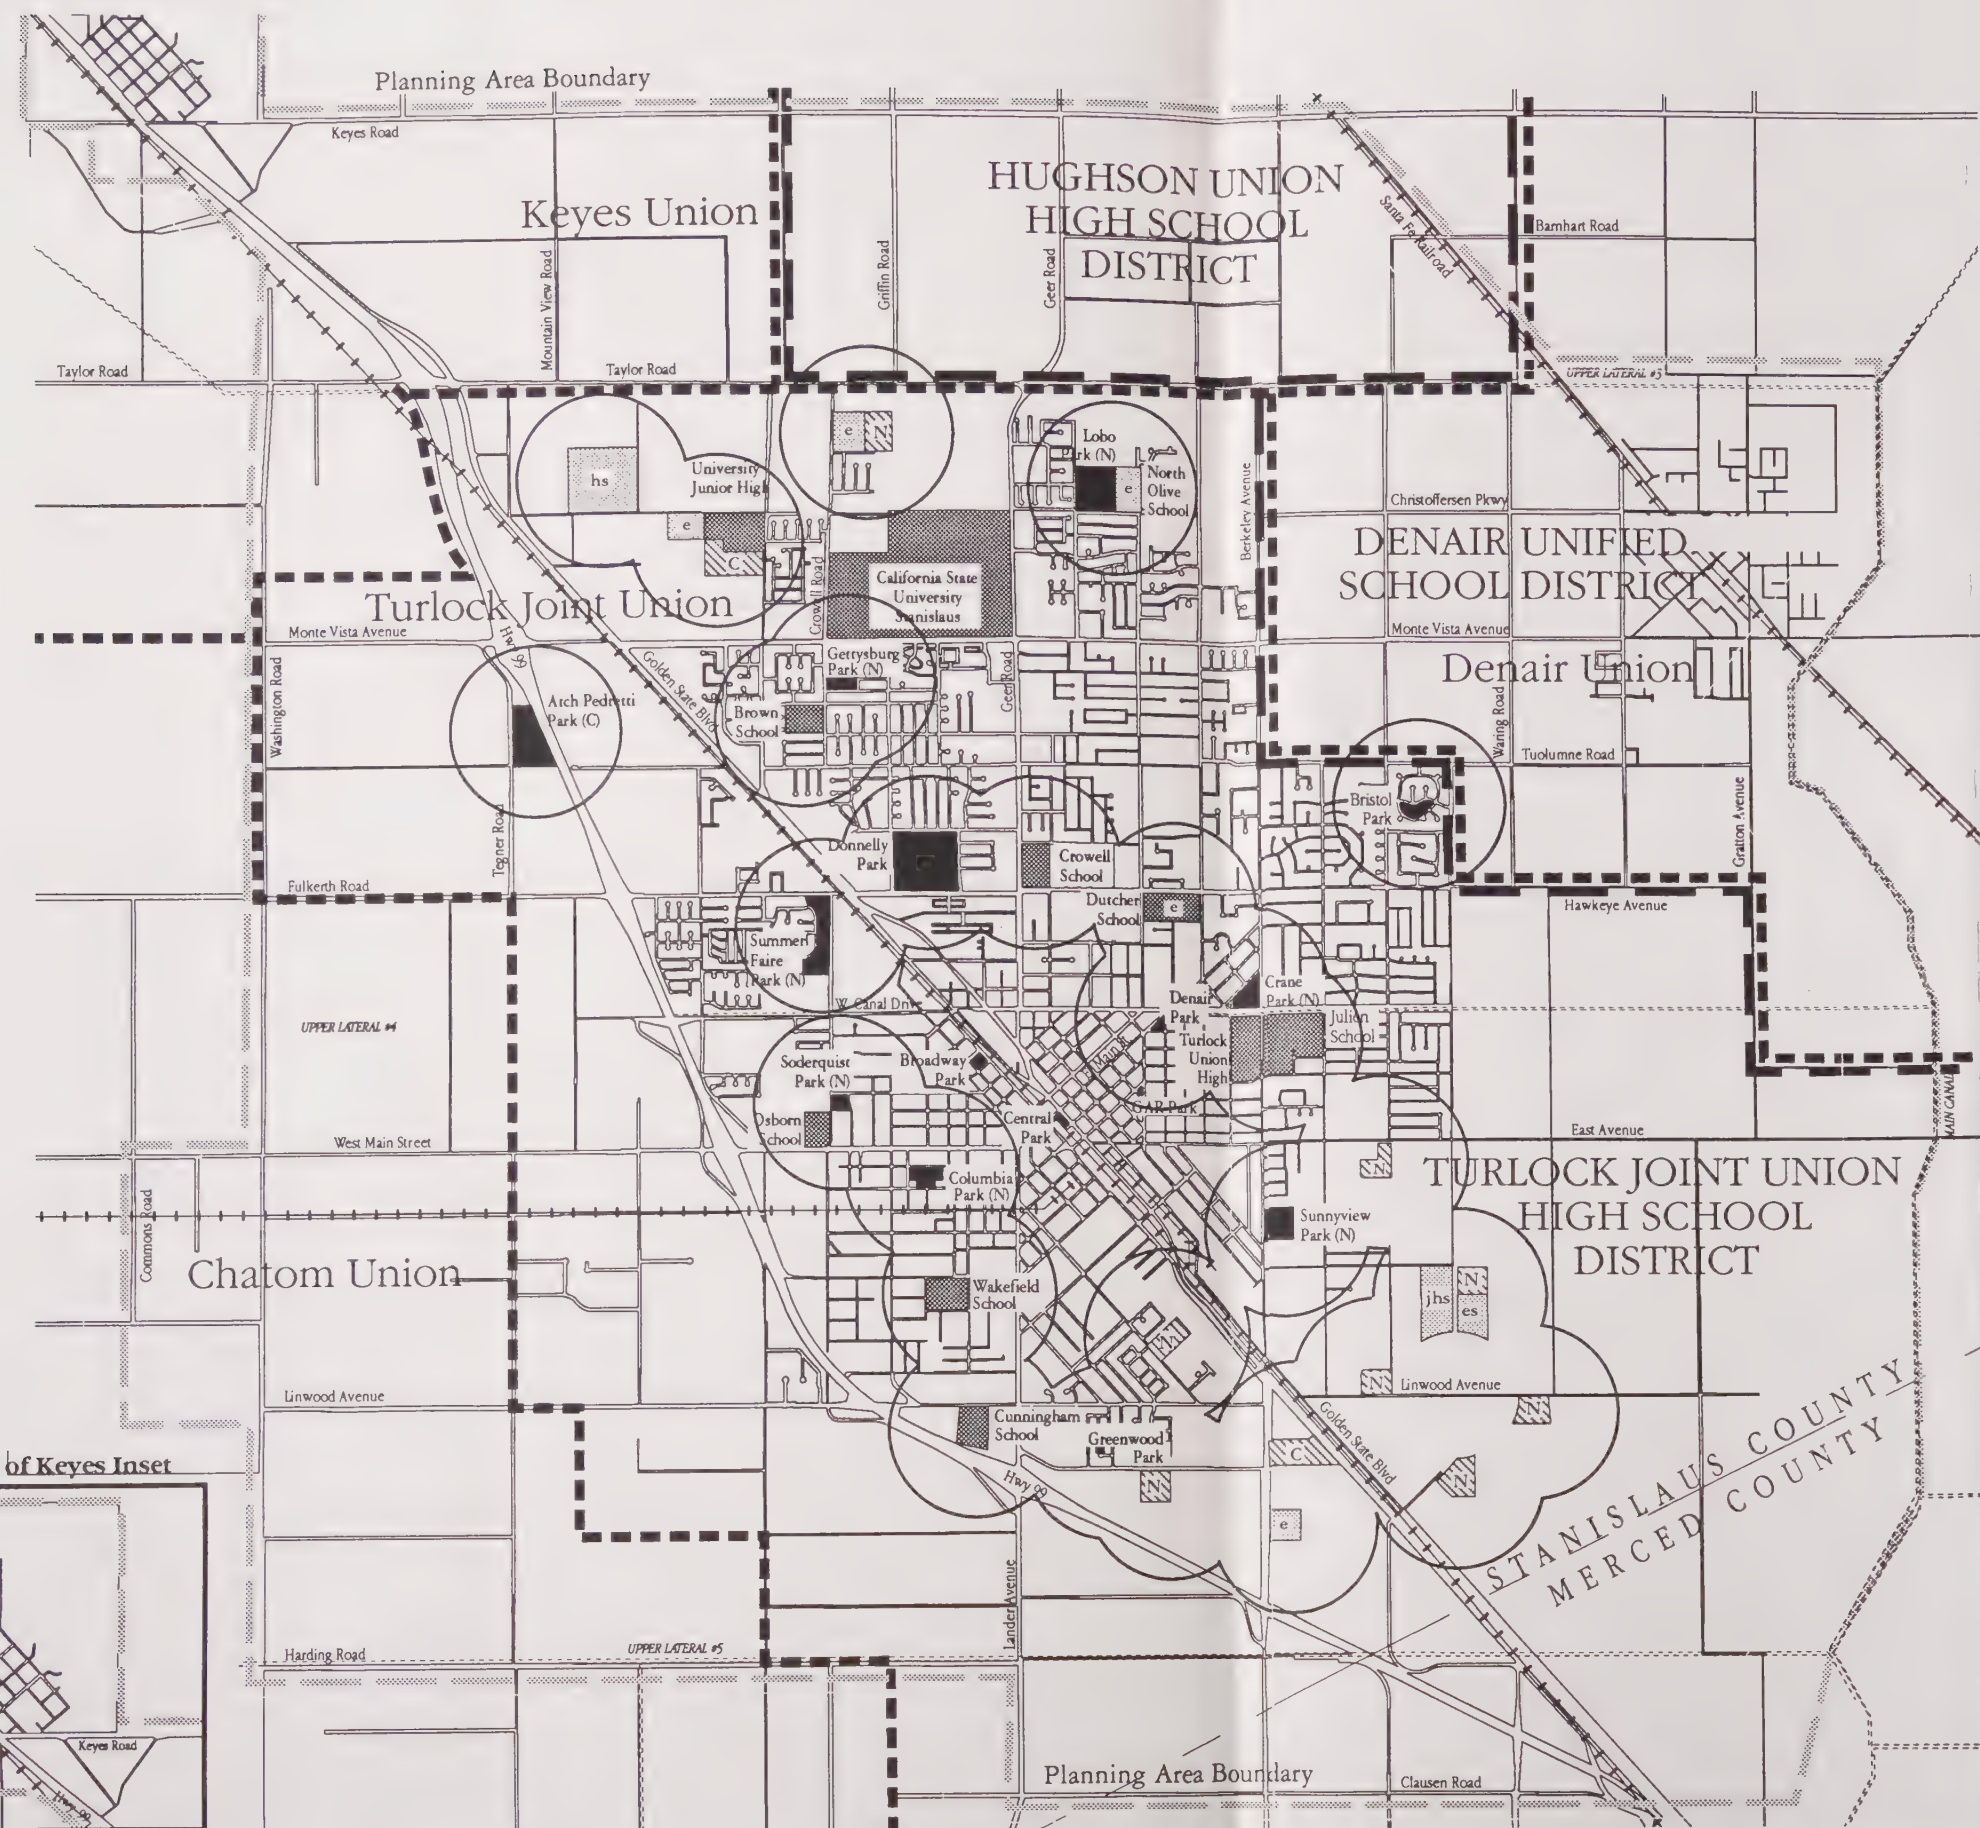 Planning Area Boundary
Keyes Road
HUGHSON UNION
HIGH SCHOOL
DISTRICT
Keyes Union
Santa Fe Railroad
Barnhart Road
Mountain View Road
Griffin Road
Geer Road
Taylor Road
Taylor Road
UPPER LATERAL #3
e
N
Lobo
Park (N)
hs
University
Junior High
e
North
Olive
School
Berkeley Avenue
Christoffersen Pkwy
e
C
DENAIR UNIFIED
SCHOOL DISTRICT
Crowell Road
California State
University
Stanislaus
Turlock Joint Union
Monte Vista Avenue
Monte Vista Avenue
Hwy 99
Golden State Blvd
Gettysburg
Park (N)
Geer Road
Denair Union
Washington Road
Arch Pedretti
Park (C)
Brown
School
Waring Road
Tuolumne Road
Bristol
Park
Gratton Avenue
Tegner Road
Donnelly
Park
Crowell
School
Fulkerth Road
Dutcher
School
e
Hawkeye Avenue
Summer
Faire
Park (N)
W. Canal Drive
Denair
Park
Crane
Park (N)
UPPER LATERAL #4
Julien
School
Turlock
Union
High
Main St.
Soderquist
Park (N)
Broadway
Park
GAR Park
MAIN CANAL
Osborn
School
Central
Park
East Avenue
West Main Street
N
TURLOCK JOINT UNION
HIGH SCHOOL
DISTRICT
Columbia
Park (N)
Commons Road
Sunnyview
Park (N)
Chatom Union
Wakefield
School
jhs
N
es
N
Linwood Avenue
N
Linwood Avenue
N
Cunningham
School
Greenwood
Park
Golden State Blvd
C
of Keyes Inset
Hwy 99
N
N
e
STANISLAUS COUNTY
MERCED COUNTY
Lander Avenue
Harding Road
UPPER LATERAL #5
Keyes Road
Hwy 99
Planning Area Boundary
Clausen Road